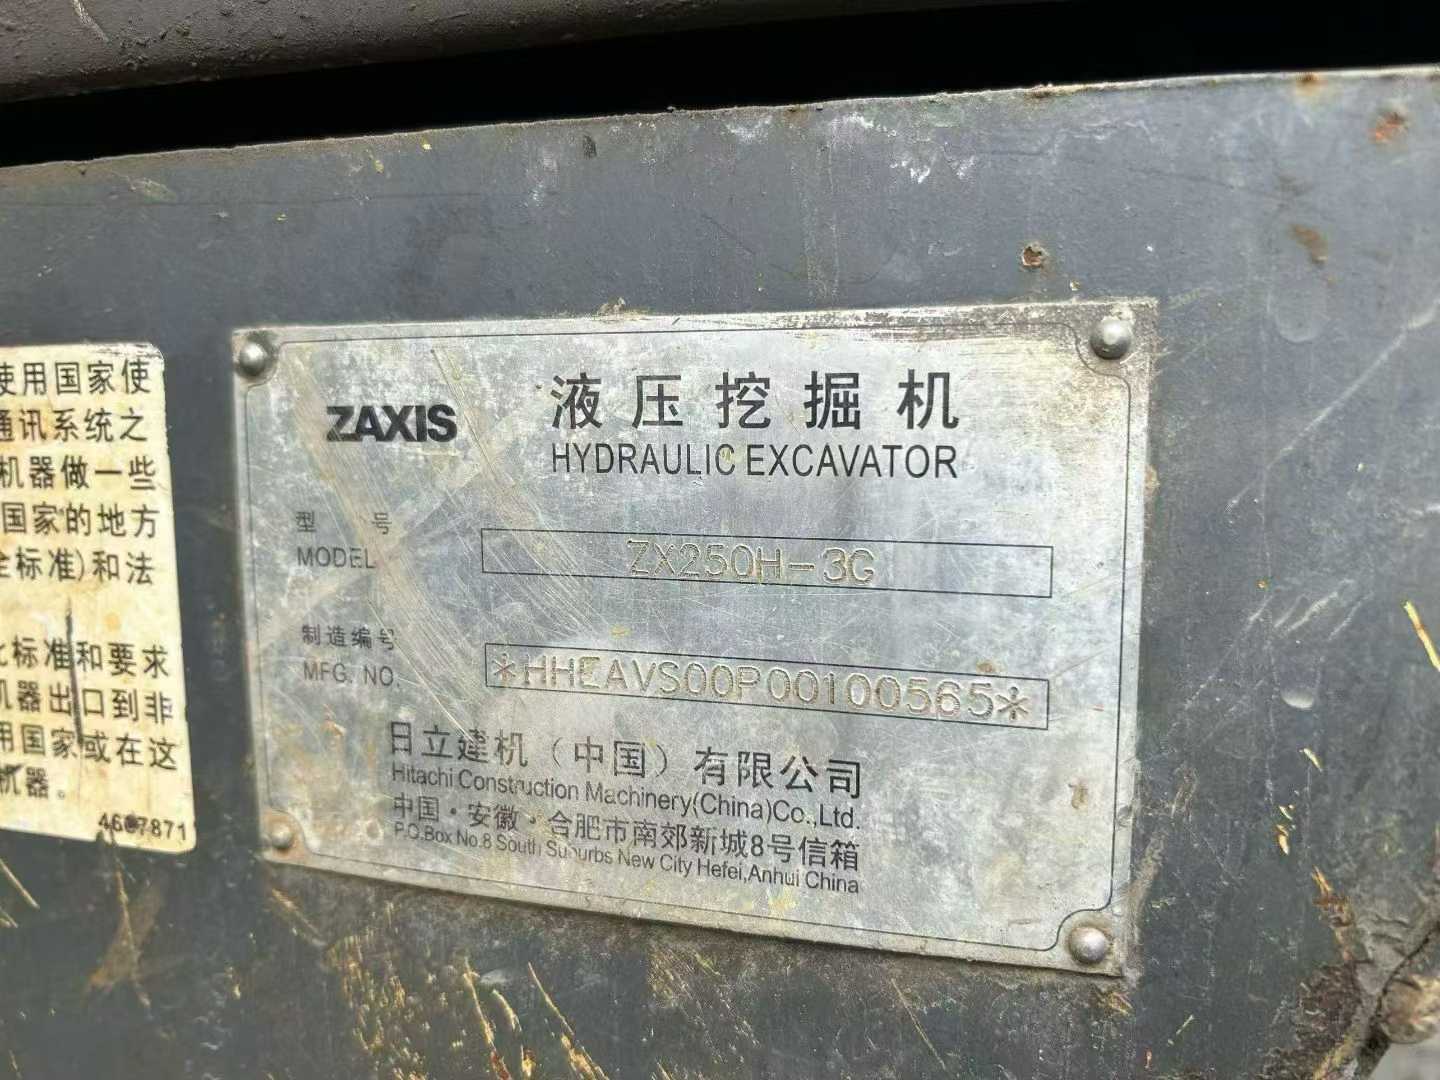 使用国家使
通讯系统之
机器做一些
国家的地方
全标准)和法
标准和要求
机器出口到非
用国家或在这
机器。
4687871
ZAXIS
液压挖掘机
HYDRAULIC EXCAVATOR
型号
MODEL
ZX250H-3G
制造编号
MFG. NO.
*HHEAVS00P00100565*
日立建机（中国）有限公司
Hitachi Construction Machinery(China)Co.,Ltd.
中国·安徽·合肥市南郊新城8号信箱
P.O.Box No.8 South Suburbs New City Hefei,Anhui China